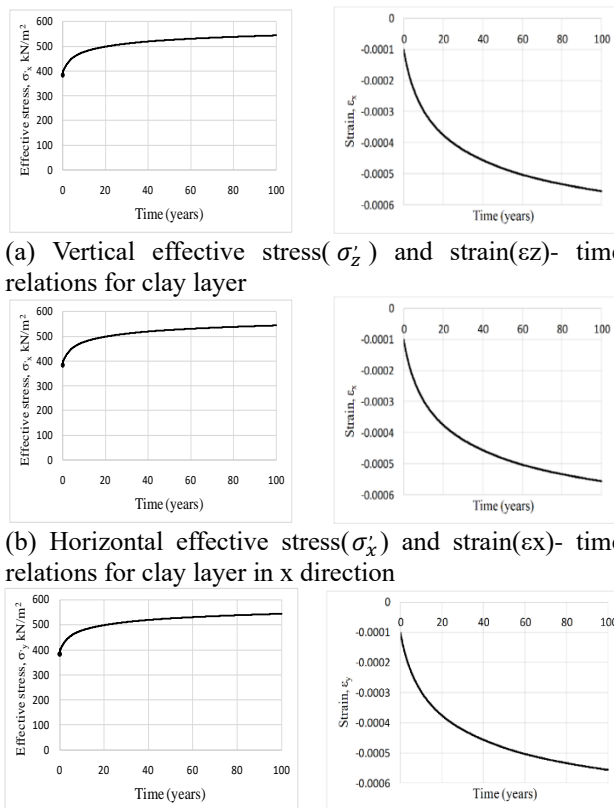 Effective stress, σ'ₓ kN/m²
600
500
400
300
200
100
0
0 20 40 60 80 100
Time (years)
Strain, εₓ
0
0 20 40 60 80 100
-0.0001
-0.0002
-0.0003
-0.0004
-0.0005
-0.0006
Time (years)
(a) Vertical effective stress( σ'z ) and strain(εz)- time
relations for clay layer
Effective stress, σ'ₓ kN/m²
600
500
400
300
200
100
0
0 20 40 60 80 100
Time (years)
Strain, εₓ
0
0 20 40 60 80 100
-0.0001
-0.0002
-0.0003
-0.0004
-0.0005
-0.0006
Time (years)
(b) Horizontal effective stress(σ'ₓ) and strain(εx)- time
relations for clay layer in x direction
Effective stress, σ'y kN/m²
600
500
400
300
200
100
0
0 20 40 60 80 100
Time (years)
Strain, εy
0
0 20 40 60 80 100
-0.0001
-0.0002
-0.0003
-0.0004
-0.0005
-0.0006
Time (years)